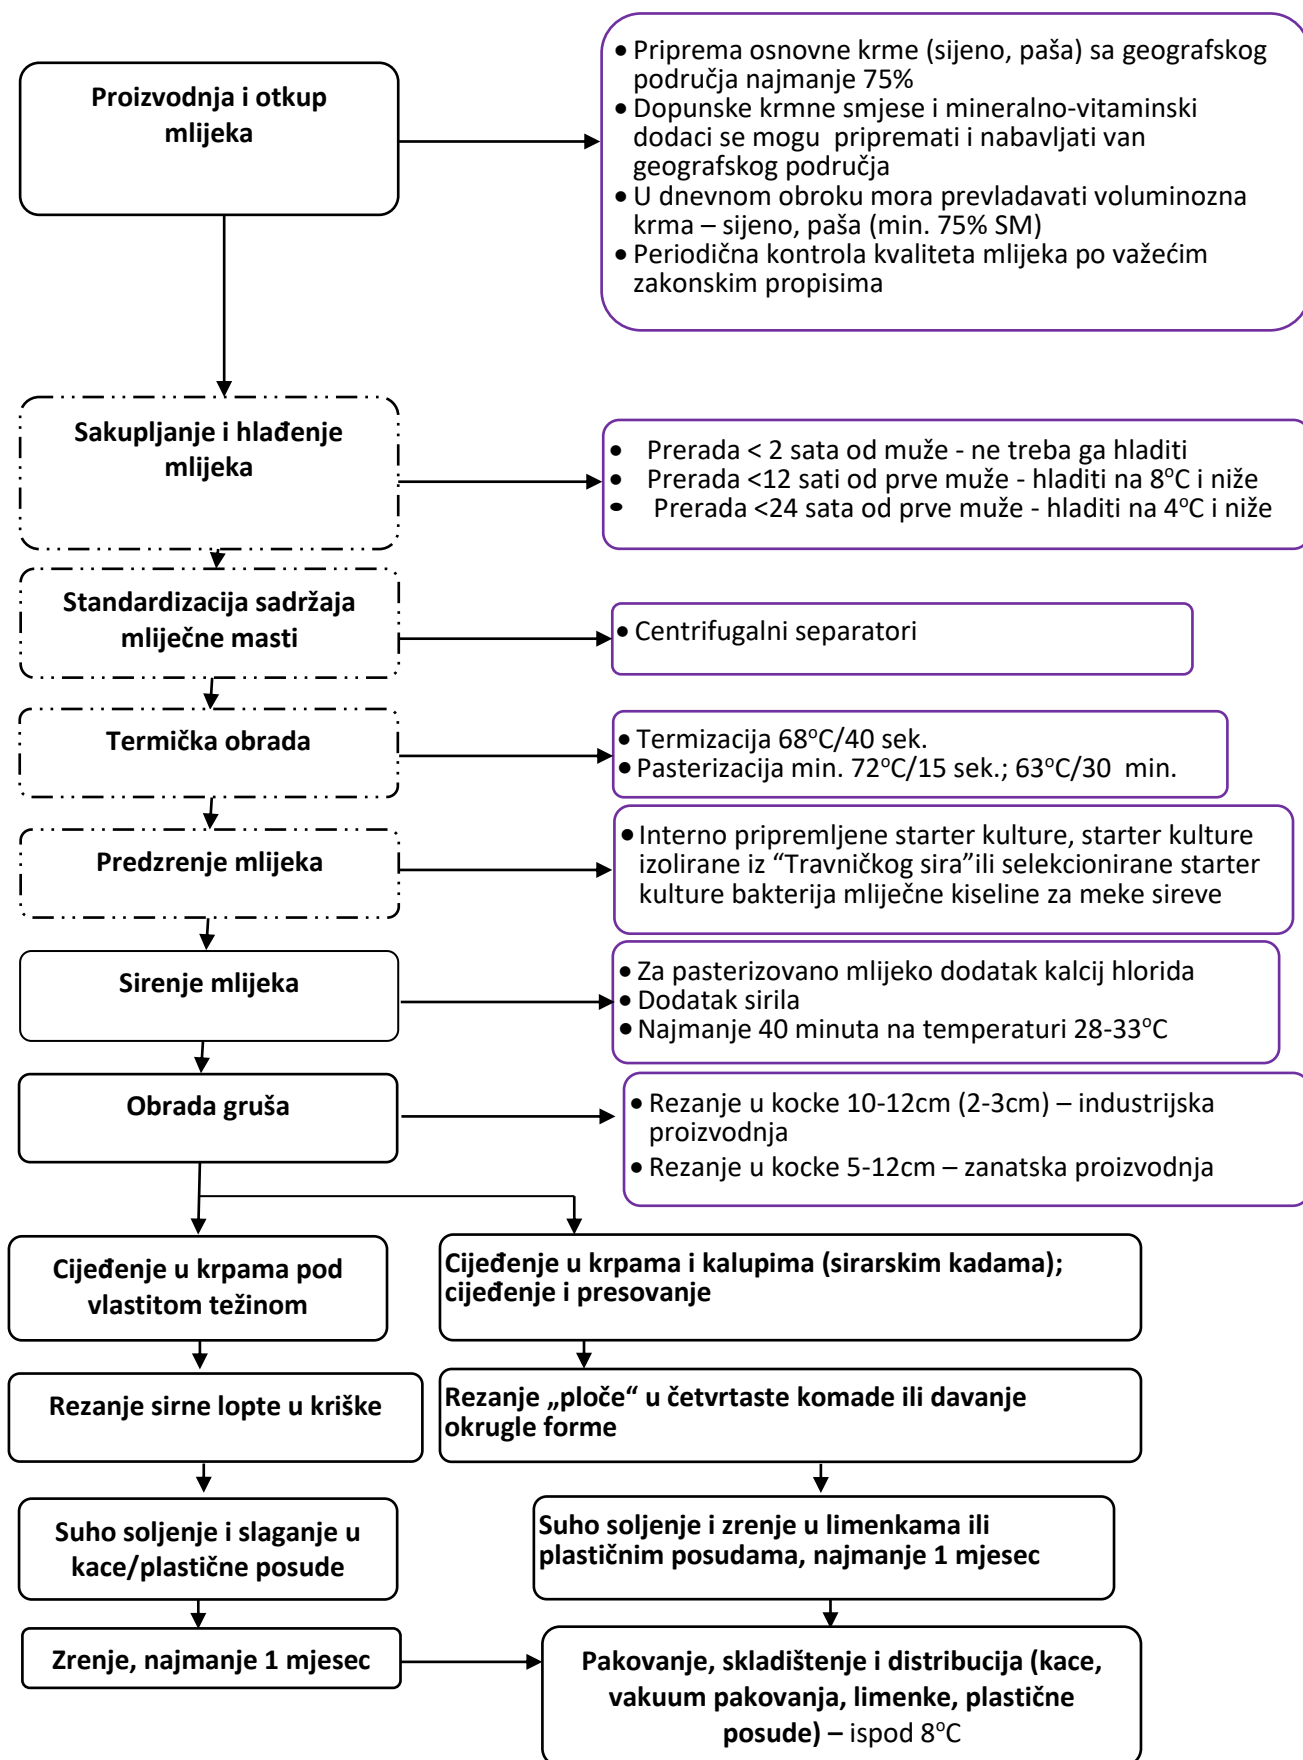 Proizvodnja i otkup
mlijeka
• Priprema osnovne krme (sijeno, paša) sa geografskog
područja najmanje 75%
• Dopunske krmne smjese i mineralno-vitaminski
dodaci se mogu pripremati i nabavljati van
geografskog područja
• U dnevnom obroku mora prevladavati voluminozna
krma – sijeno, paša (min. 75% SM)
• Periodična kontrola kvaliteta mlijeka po važećim
zakonskim propisima
Sakupljanje i hlađenje
mlijeka
• Prerada < 2 sata od muže - ne treba ga hladiti
• Prerada <12 sati od prve muže - hladiti na 8°C i niže
• Prerada <24 sata od prve muže - hladiti na 4°C i niže
Standardizacija sadržaja
mliječne masti
• Centrifugalni separatori
Termička obrada
• Termizacija 68°C/40 sek.
• Pasterizacija min. 72°C/15 sek.; 63°C/30 min.
Predzrenje mlijeka
• Interno pripremljene starter kulture, starter kulture
izolirane iz “Travničkog sira”ili selekcionirane starter
kulture bakterija mliječne kiseline za meke sireve
Sirenje mlijeka
• Za pasterizovano mlijeko dodatak kalcij hlorida
• Dodatak sirila
• Najmanje 40 minuta na temperaturi 28-33°C
Obrada gruša
• Rezanje u kocke 10-12cm (2-3cm) – industrijska
proizvodnja
• Rezanje u kocke 5-12cm – zanatska proizvodnja
Cijeđenje u krpama pod
vlastitom težinom
Cijeđenje u krpama i kalupima (sirarskim kadama);
cijeđenje i presovanje
Rezanje sirne lopte u kriške
Rezanje „ploče“ u četvrtaste komade ili davanje
okrugle forme
Suho soljenje i slaganje u
kace/plastične posude
Suho soljenje i zrenje u limenkama ili
plastičnim posudama, najmanje 1 mjesec
Zrenje, najmanje 1 mjesec
Pakovanje, skladištenje i distribucija (kace,
vakuum pakovanja, limenke, plastične
posude) – ispod 8°C